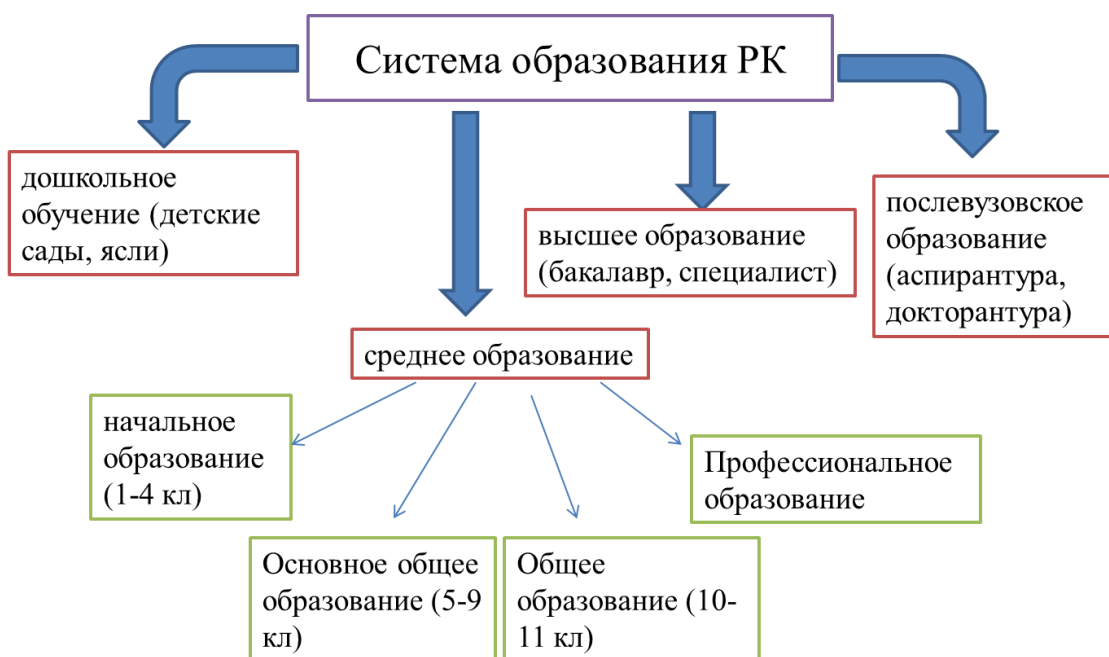 Система образования РК
дошкольное
обучение (детские
сады, ясли)
высшее образование
(бакалавр, специалист)
послевузовское
образование
(аспирантура,
докторантура)
среднее образование
начальное
образование
(1-4 кл)
Профессиональное
образование
Основное общее
образование (5-9
кл)
Общее
образование (10-
11 кл)